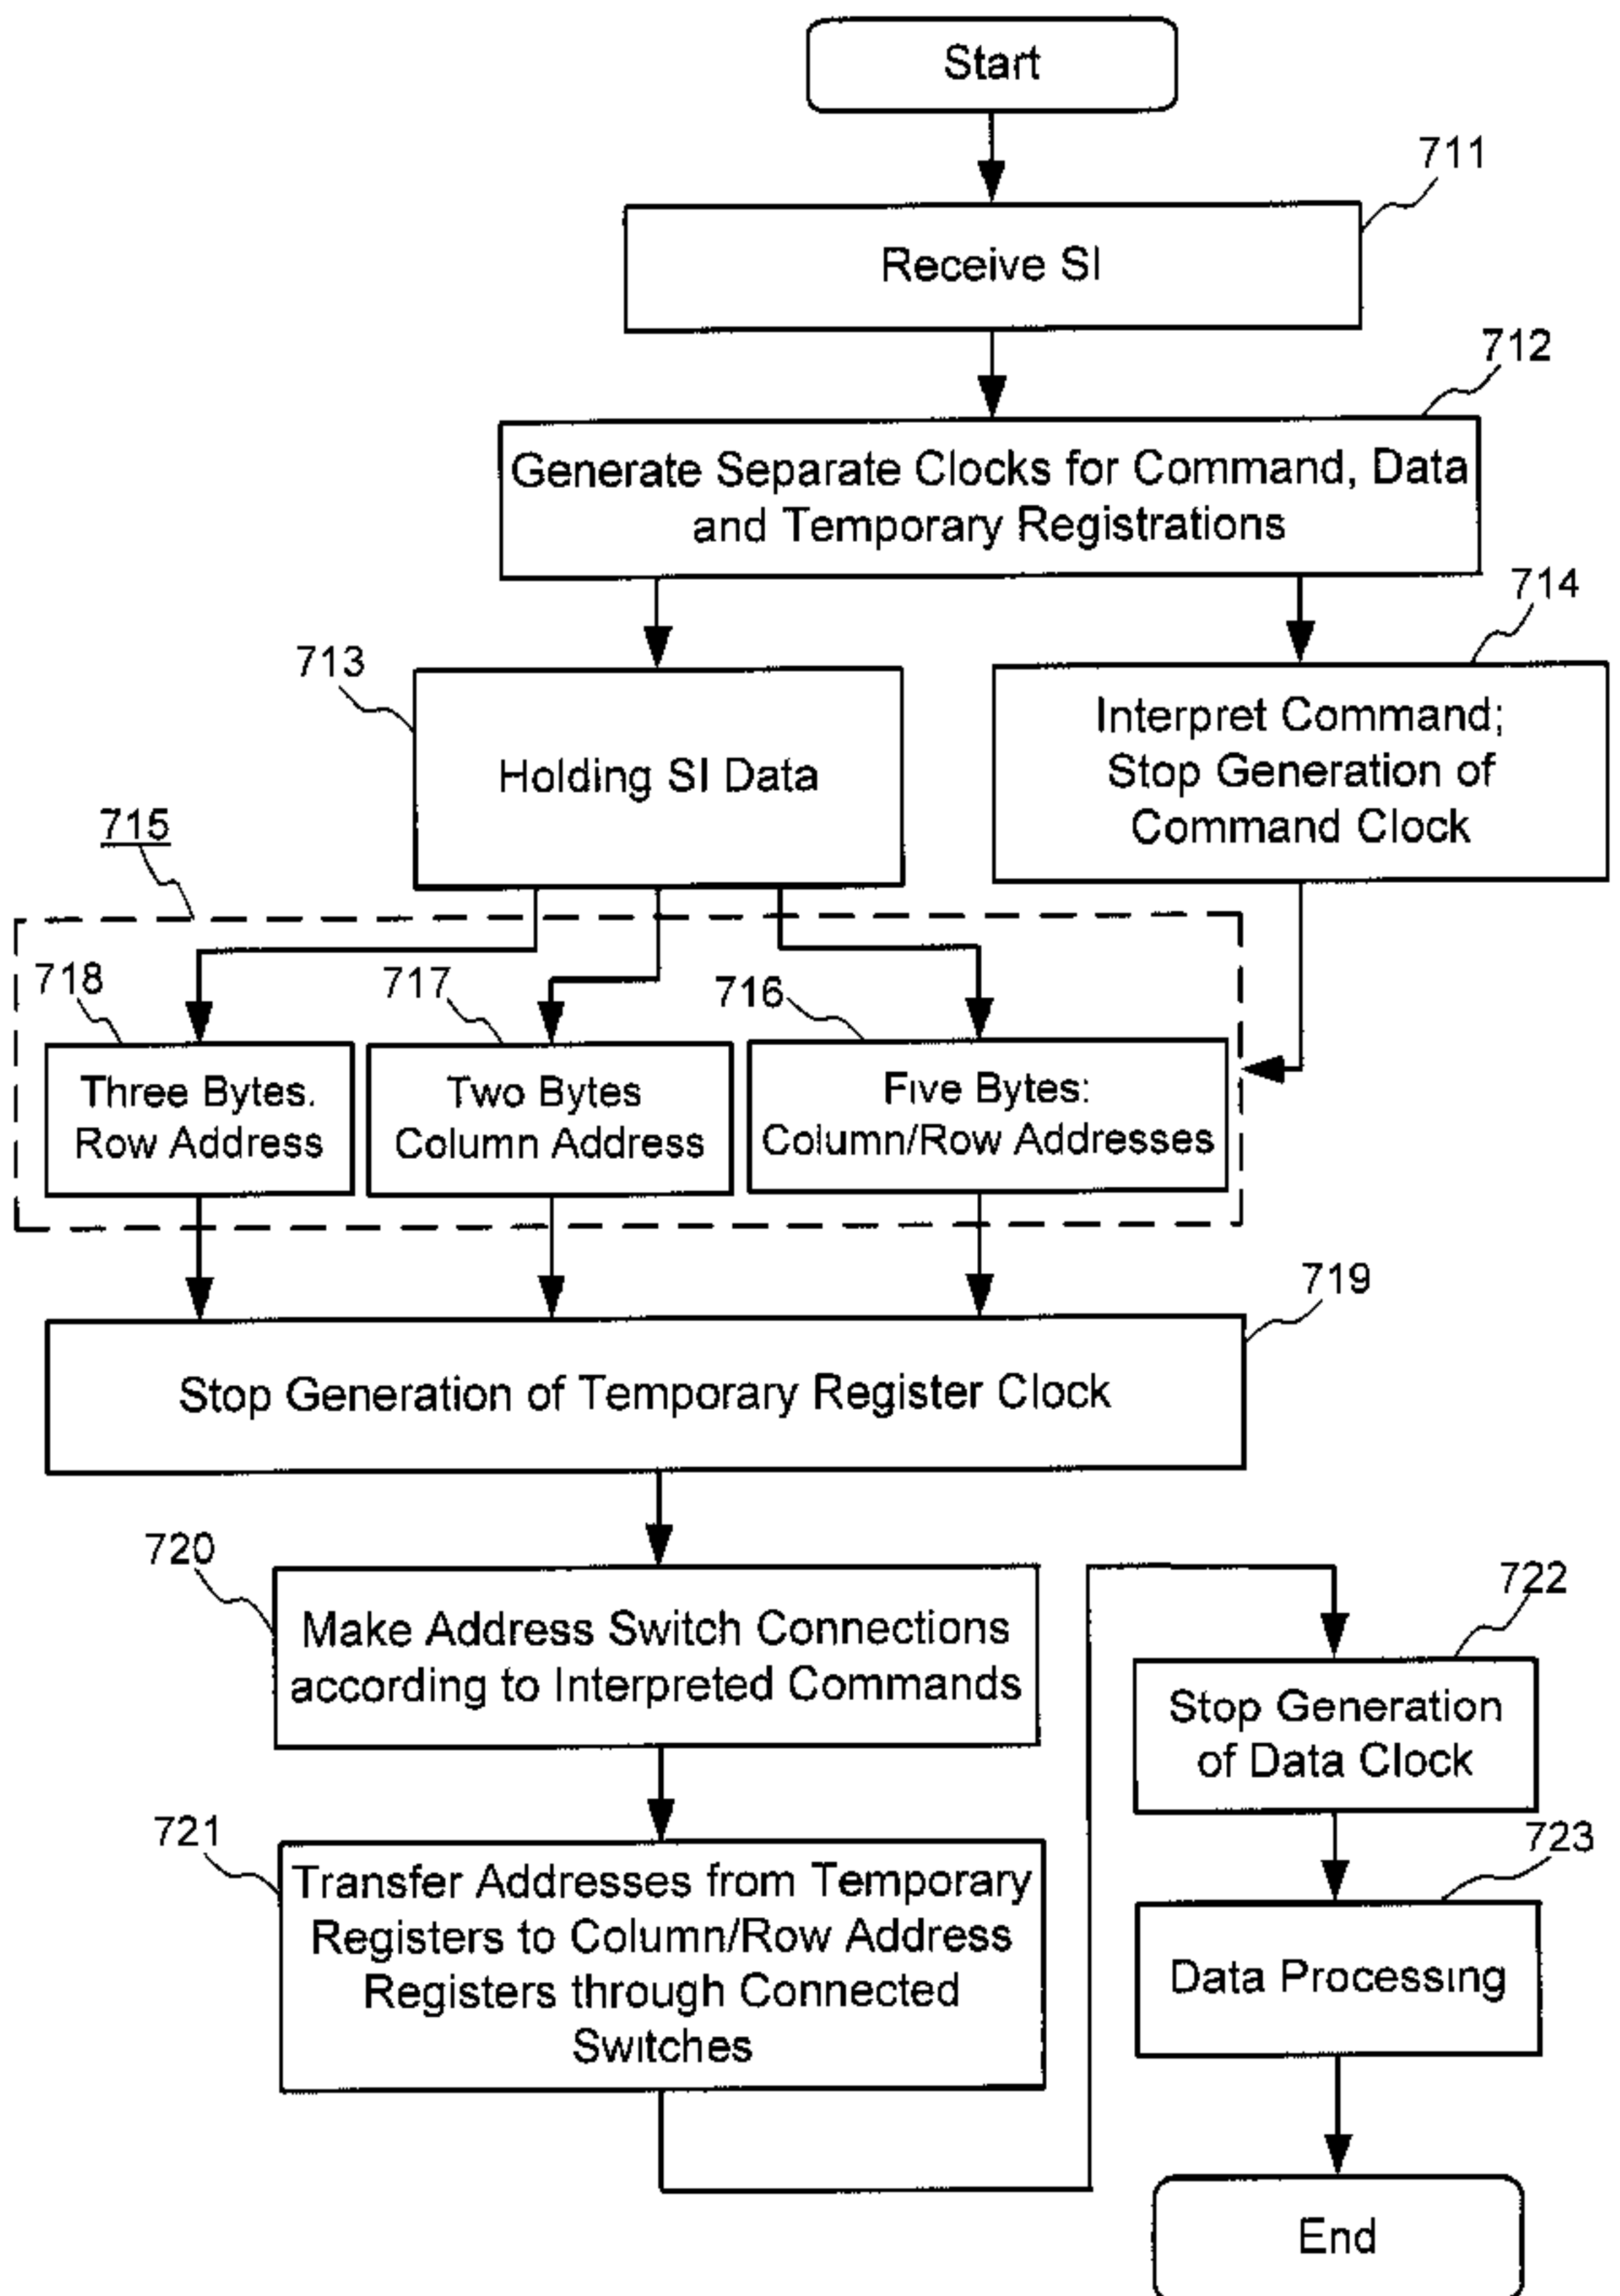 Start
711
Receive SI
712
Generate Separate Clocks for Command, Data
and Temporary Registrations
713
Holding SI Data
714
Interpret Command;
Stop Generation of
Command Clock
715
718
Three Bytes.
Row Address
717
Two Bytes
Column Address
716
Five Bytes:
Column/Row Addresses
719
Stop Generation of Temporary Register Clock
720
Make Address Switch Connections
according to Interpreted Commands
721
Transfer Addresses from Temporary
Registers to Column/Row Address
Registers through Connected
Switches
722
Stop Generation
of Data Clock
723
Data Processing
End